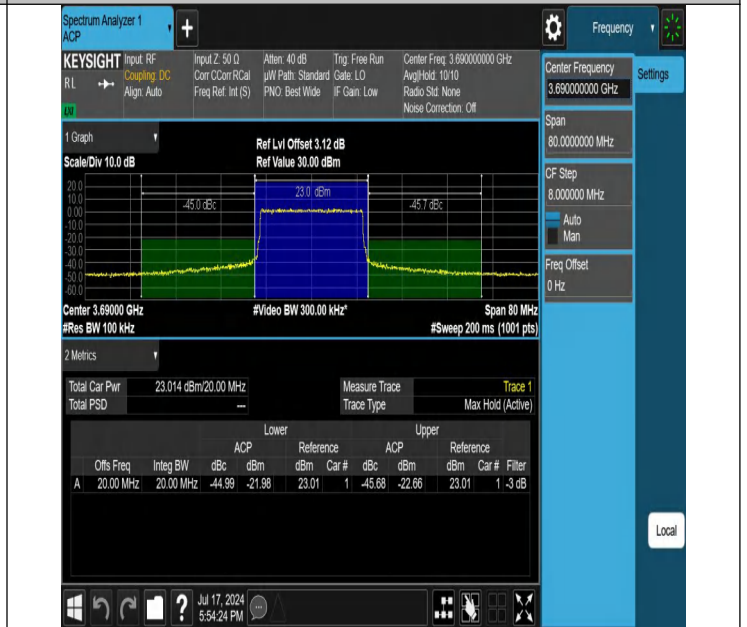 Spectrum Analyzer 1
ACP
Frequency
KEYSIGHT
RL
Input: RF
Coupling: DC
Align: Auto
Input Z: 50 Ω
Corr CCorr RCal
Freq Ref: Int (S)
Atten: 40 dB
µW Path: Standard
PNO: Best Wide
Trig: Free Run
Gate: LO
IF Gain: Low
Center Freq: 3.690000000 GHz
Avg|Hold: 10/10
Radio Std: None
Noise Correction: Off
1 Graph
Scale/Div 10.0 dB
Ref Lvl Offset 3.12 dB
Ref Value 30.00 dBm
20.0
10.0
0.00
-10.0
-20.0
-30.0
-40.0
-50.0
-60.0
-45.0 dBc
23.0 dBm
-45.7 dBc
Center 3.69000 GHz
#Video BW 300.00 kHz*
Span 80 MHz
#Res BW 100 kHz
#Sweep 200 ms (1001 pts)
2 Metrics
Total Car Pwr 23.014 dBm/20.00 MHz
Total PSD ---
Measure Trace Trace 1
Trace Type Max Hold (Active)
Lower Upper
ACP Reference ACP Reference
Offs Freq Integ BW dBc dBm dBm Car # dBc dBm dBm Car # Filter
A 20.00 MHz 20.00 MHz -44.99 -21.98 23.01 1 -45.68 -22.66 23.01 1 -3 dB
Center Frequency
3.690000000 GHz
Settings
Span
80.0000000 MHz
CF Step
8.000000 MHz
Auto
Man
Freq Offset
0 Hz
Local
?
Jul 17, 2024
5:54:24 PM